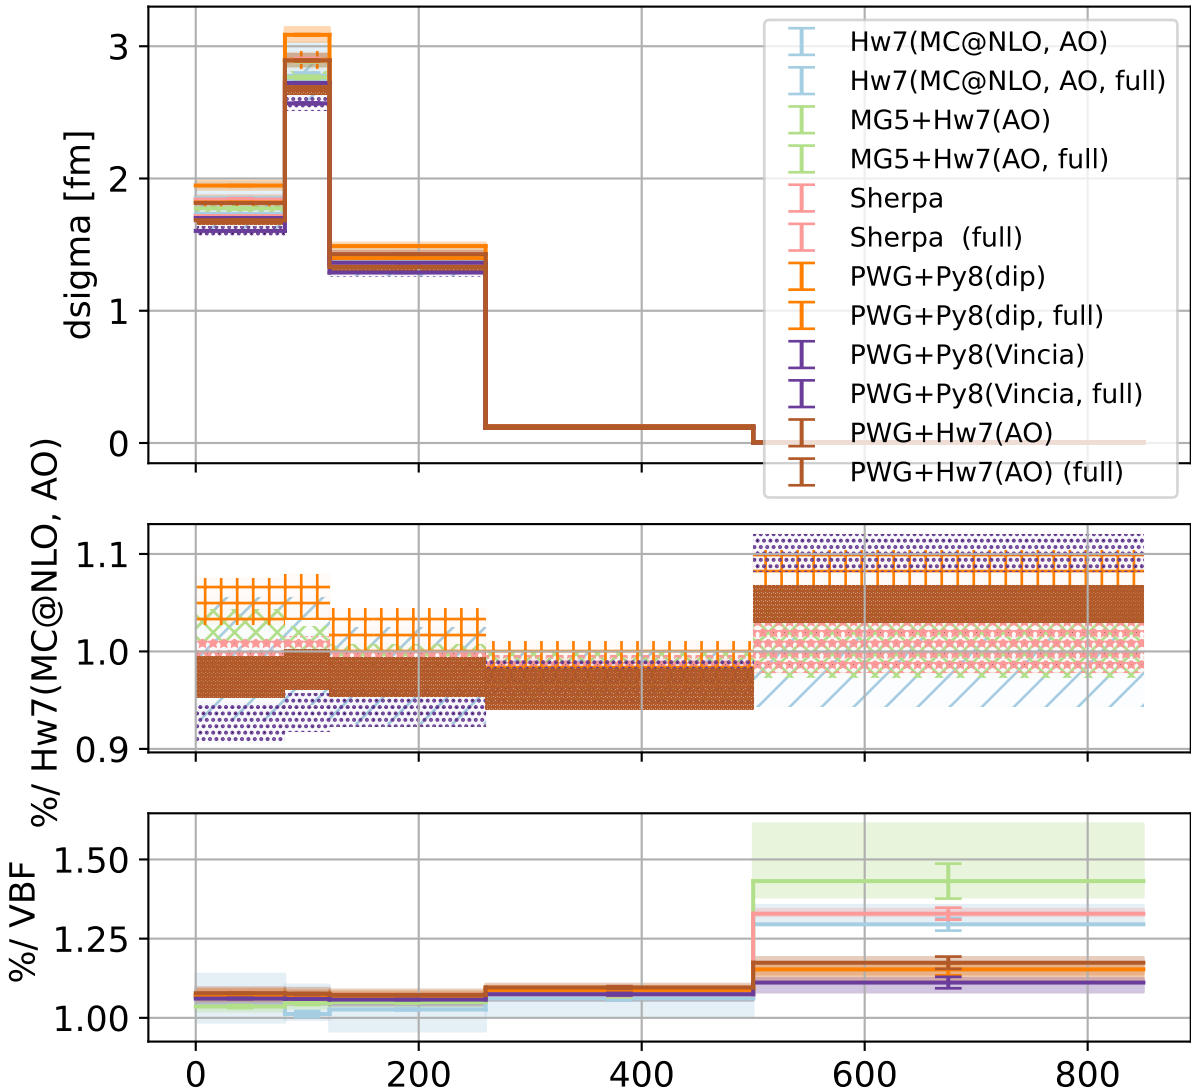 3
2
1
0
dsigma [fm]
Hw7(MC@NLO, AO)
Hw7(MC@NLO, AO, full)
MG5+Hw7(AO)
MG5+Hw7(AO, full)
Sherpa
Sherpa  (full)
PWG+Py8(dip)
PWG+Py8(dip, full)
PWG+Py8(Vincia)
PWG+Py8(Vincia, full)
PWG+Hw7(AO)
PWG+Hw7(AO) (full)
%/ Hw7(MC@NLO, AO)
1.1
1.0
0.9
%/ VBF
1.50
1.25
1.00
0 200 400 600 800